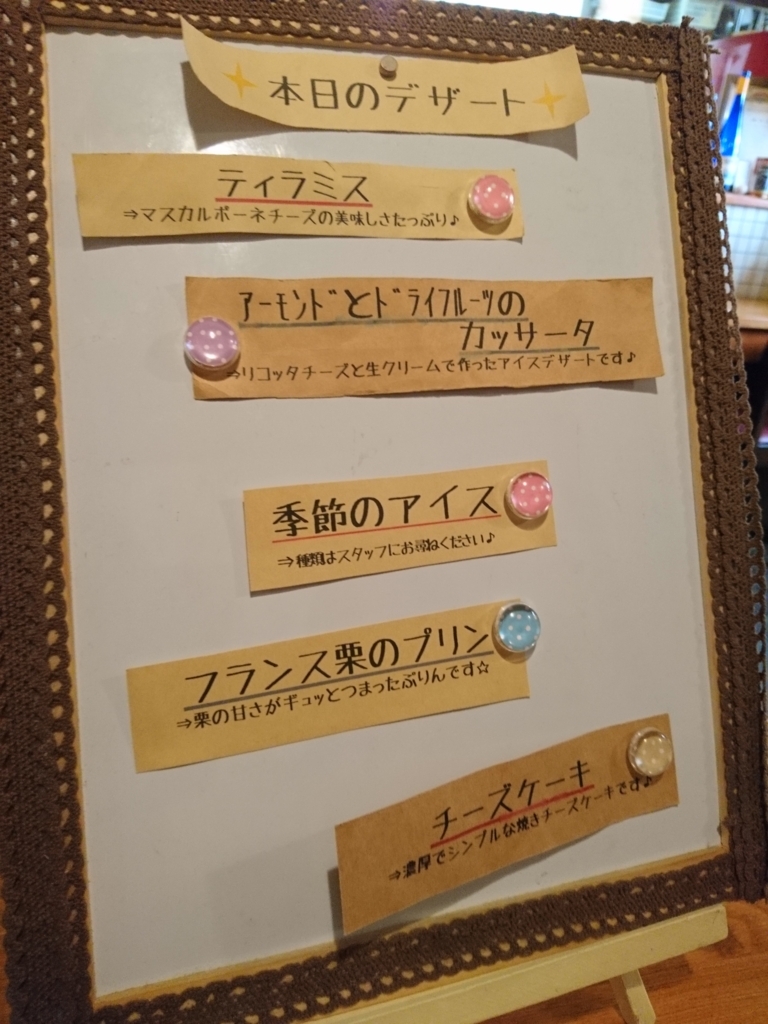 本日のデザート
ティラミス
⇒マスカルポーネチーズの美味しさたっぷり♪
アーモンドとドライフルーツの
カッサータ
⇒リコッタチーズと生クリームで作ったアイスデザートです♪
季節のアイス
⇒種類はスタッフにお尋ねください♪
フランス栗のプリン
⇒栗の甘さがギュッとつまったぷりんです☆
チーズケーキ
⇒濃厚でシンプルな焼きチーズケーキです♪